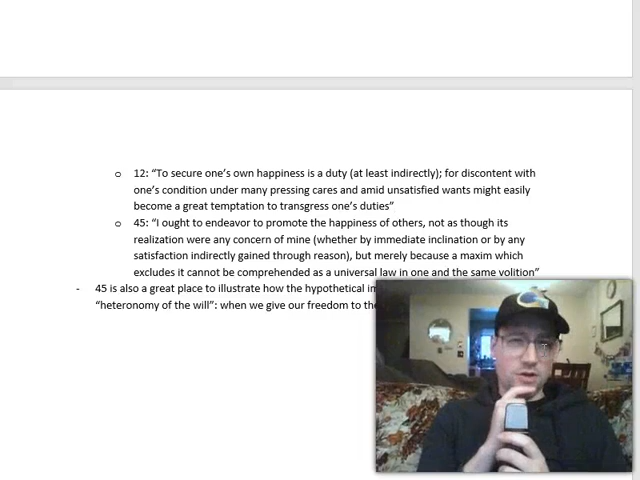 o 12: “To secure one’s own happiness is a duty (at least indirectly); for discontent with
one’s condition under many pressing cares and amid unsatisfied wants might easily
become a great temptation to transgress one’s duties”
o 45: “I ought to endeavor to promote the happiness of others, not as though its
realization were any concern of mine (whether by immediate inclination or by any
satisfaction indirectly gained through reason), but merely because a maxim which
excludes it cannot be comprehended as a universal law in one and the same volition”
- 45 is also a great place to illustrate how the hypothetical
“heteronomy of the will”: when we give our freedom to